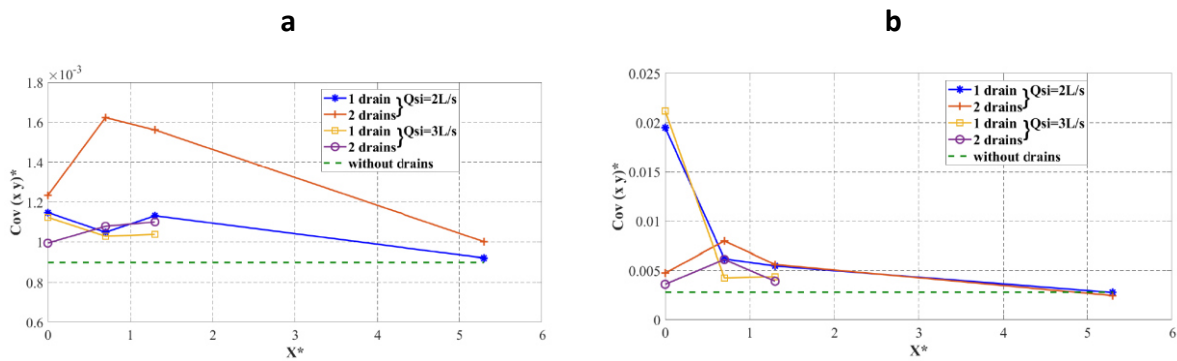 a
×10⁻³
1.8
1.6
1.4
1.2
1
0.8
0.6
0 1 2 3 4 5 6
X*
Cov (x y)*
1 drain }Qsi=2L/s
2 drains
1 drain }Qsi=3L/s
2 drains
without drains
b
0.025
0.02
0.015
0.01
0.005
0
0 1 2 3 4 5 6
X*
Cov (x y)*
1 drain }Qsi=2L/s
2 drains
1 drain }Qsi=3L/s
2 drains
without drains